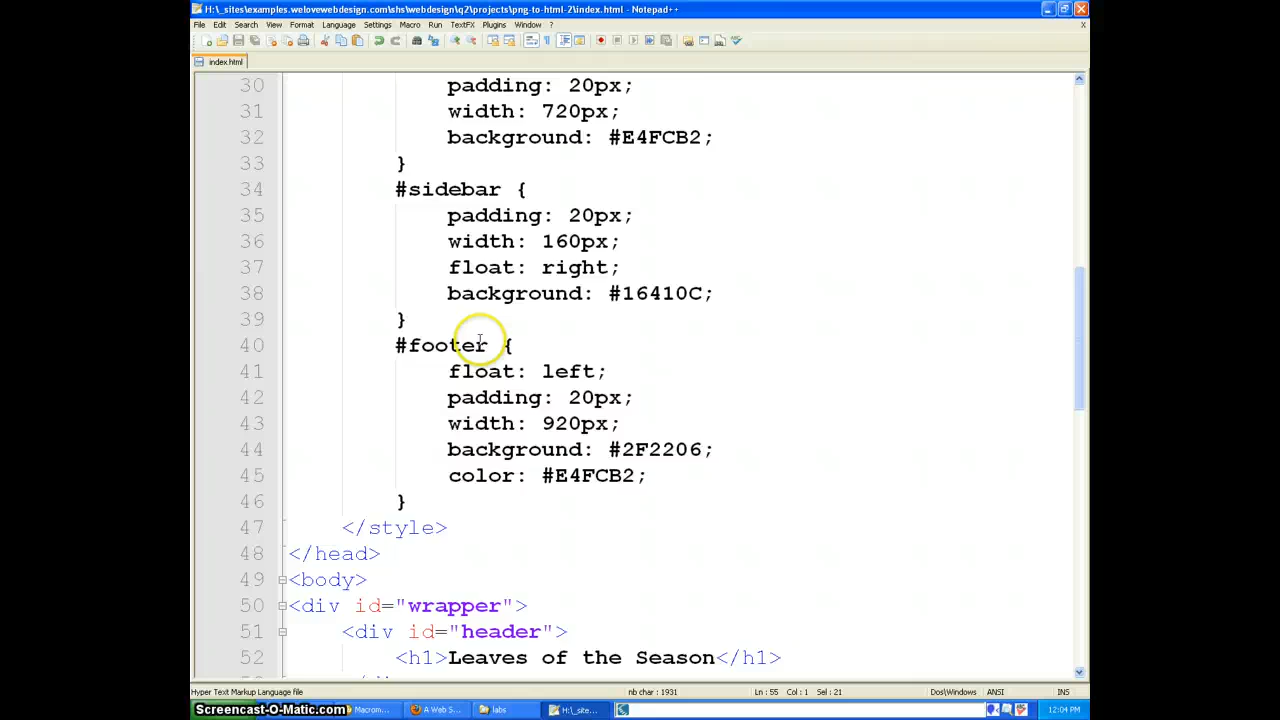 H:\_sites\examples.welovewebdesign.com\shs\webdesign\q2\projects\png-to-html-2\index.html - Notepad++
File Edit Search View Format Language Settings Macro Run TextFX Plugins Window ?
index.html
30 padding: 20px;
31 width: 720px;
32 background: #E4FCB2;
33 }
34 #sidebar {
35 padding: 20px;
36 width: 160px;
37 float: right;
38 background: #16410C;
39 }
40 #footer {
41 float: left;
42 padding: 20px;
43 width: 920px;
44 background: #2F2206;
45 color: #E4FCB2;
46 }
47 </style>
48 </head>
49 <body>
50 <div id="wrapper">
51 <div id="header">
52 <h1>Leaves of the Season</h1>
Hyper Text Markup Language file nb char : 1931 Ln : 55 Col : 1 Sel : 21 Dos\Windows ANSI INS
Screencast-O-Matic.com Macrom... A Web S... labs H:\_site... 12:04 PM